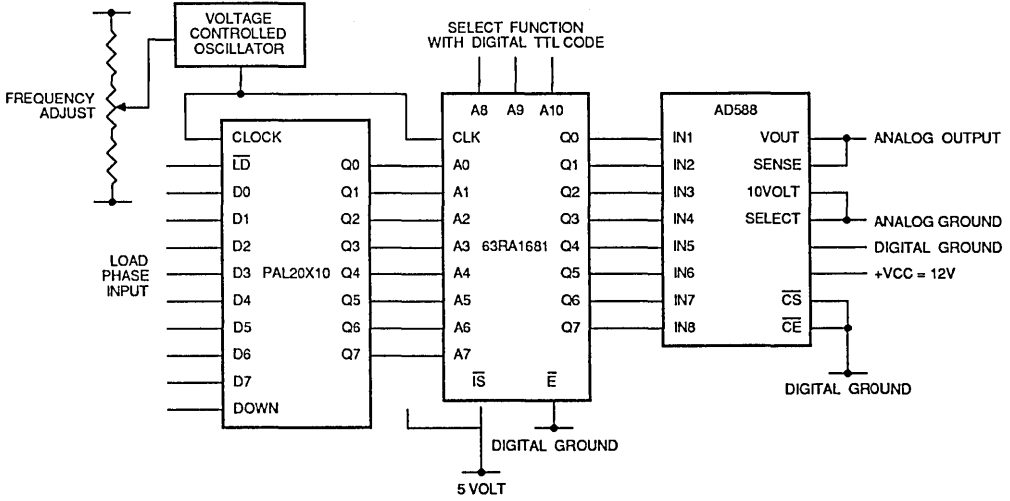 VOLTAGE
CONTROLLED
OSCILLATOR
FREQUENCY
ADJUST
SELECT FUNCTION
WITH DIGITAL TTL CODE
LOAD
PHASE
INPUT
CLOCK
LD
D0
D1
D2
D3
D4
D5
D6
D7
DOWN
PAL20X10
Q0
Q1
Q2
Q3
Q4
Q5
Q6
Q7
A8 A9 A10
CLK
A0
A1
A2
A3
A4
A5
A6
A7
63RA1681
Q0
Q1
Q2
Q3
Q4
Q5
Q6
Q7
IS E
5 VOLT
DIGITAL GROUND
AD588
IN1
IN2
IN3
IN4
IN5
IN6
IN7
IN8
VOUT
SENSE
10VOLT
SELECT
CS
CE
ANALOG OUTPUT
ANALOG GROUND
DIGITAL GROUND
+VCC = 12V
DIGITAL GROUND